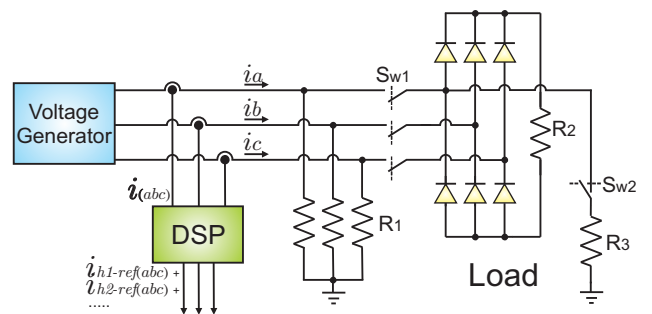 ia
Sw1
Voltage
Generator
ib
ic
R2
i(abc)
Sw2
R1
DSP
R3
Load
ih1-ref(abc) +
ih2-ref(abc) +
.....